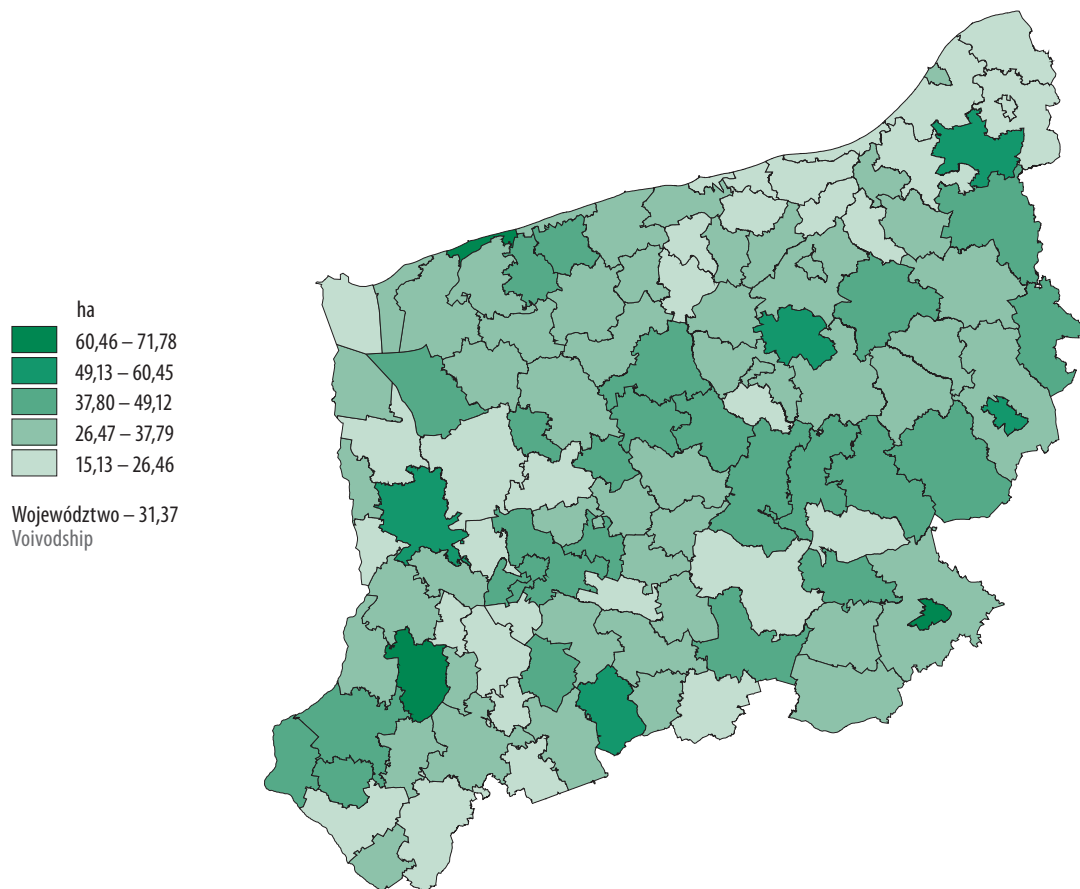 ha
60,46 – 71,78
49,13 – 60,45
37,80 – 49,12
26,47 – 37,79
15,13 – 26,46
Województwo – 31,37
Voivodship